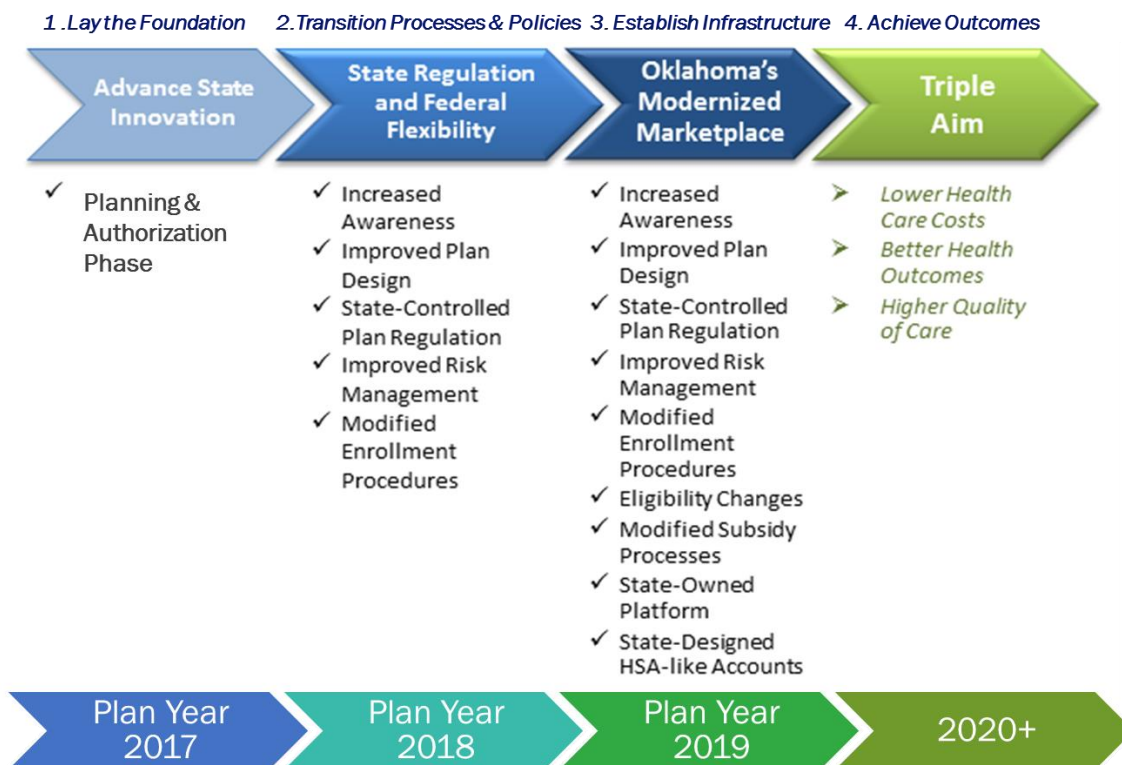 1.Lay the Foundation
2.Transition Processes & Policies
3. Establish Infrastructure
4. Achieve Outcomes
Advance State
Innovation
State Regulation
and Federal
Flexibility
Oklahoma's
Modernized
Marketplace
Triple
Aim
✓ Planning &
Authorization
Phase
✓ Increased
Awareness
✓ Improved Plan
Design
✓ State-Controlled
Plan Regulation
✓ Improved Risk
Management
✓ Modified
Enrollment
Procedures
✓ Increased
Awareness
✓ Improved Plan
Design
✓ State-Controlled
Plan Regulation
✓ Improved Risk
Management
✓ Modified
Enrollment
Procedures
✓ Eligibility Changes
✓ Modified Subsidy
Processes
✓ State-Owned
Platform
✓ State-Designed
HSA-like Accounts
➢ Lower Health
Care Costs
➢ Better Health
Outcomes
➢ Higher Quality
of Care
Plan Year
2017
Plan Year
2018
Plan Year
2019
2020+